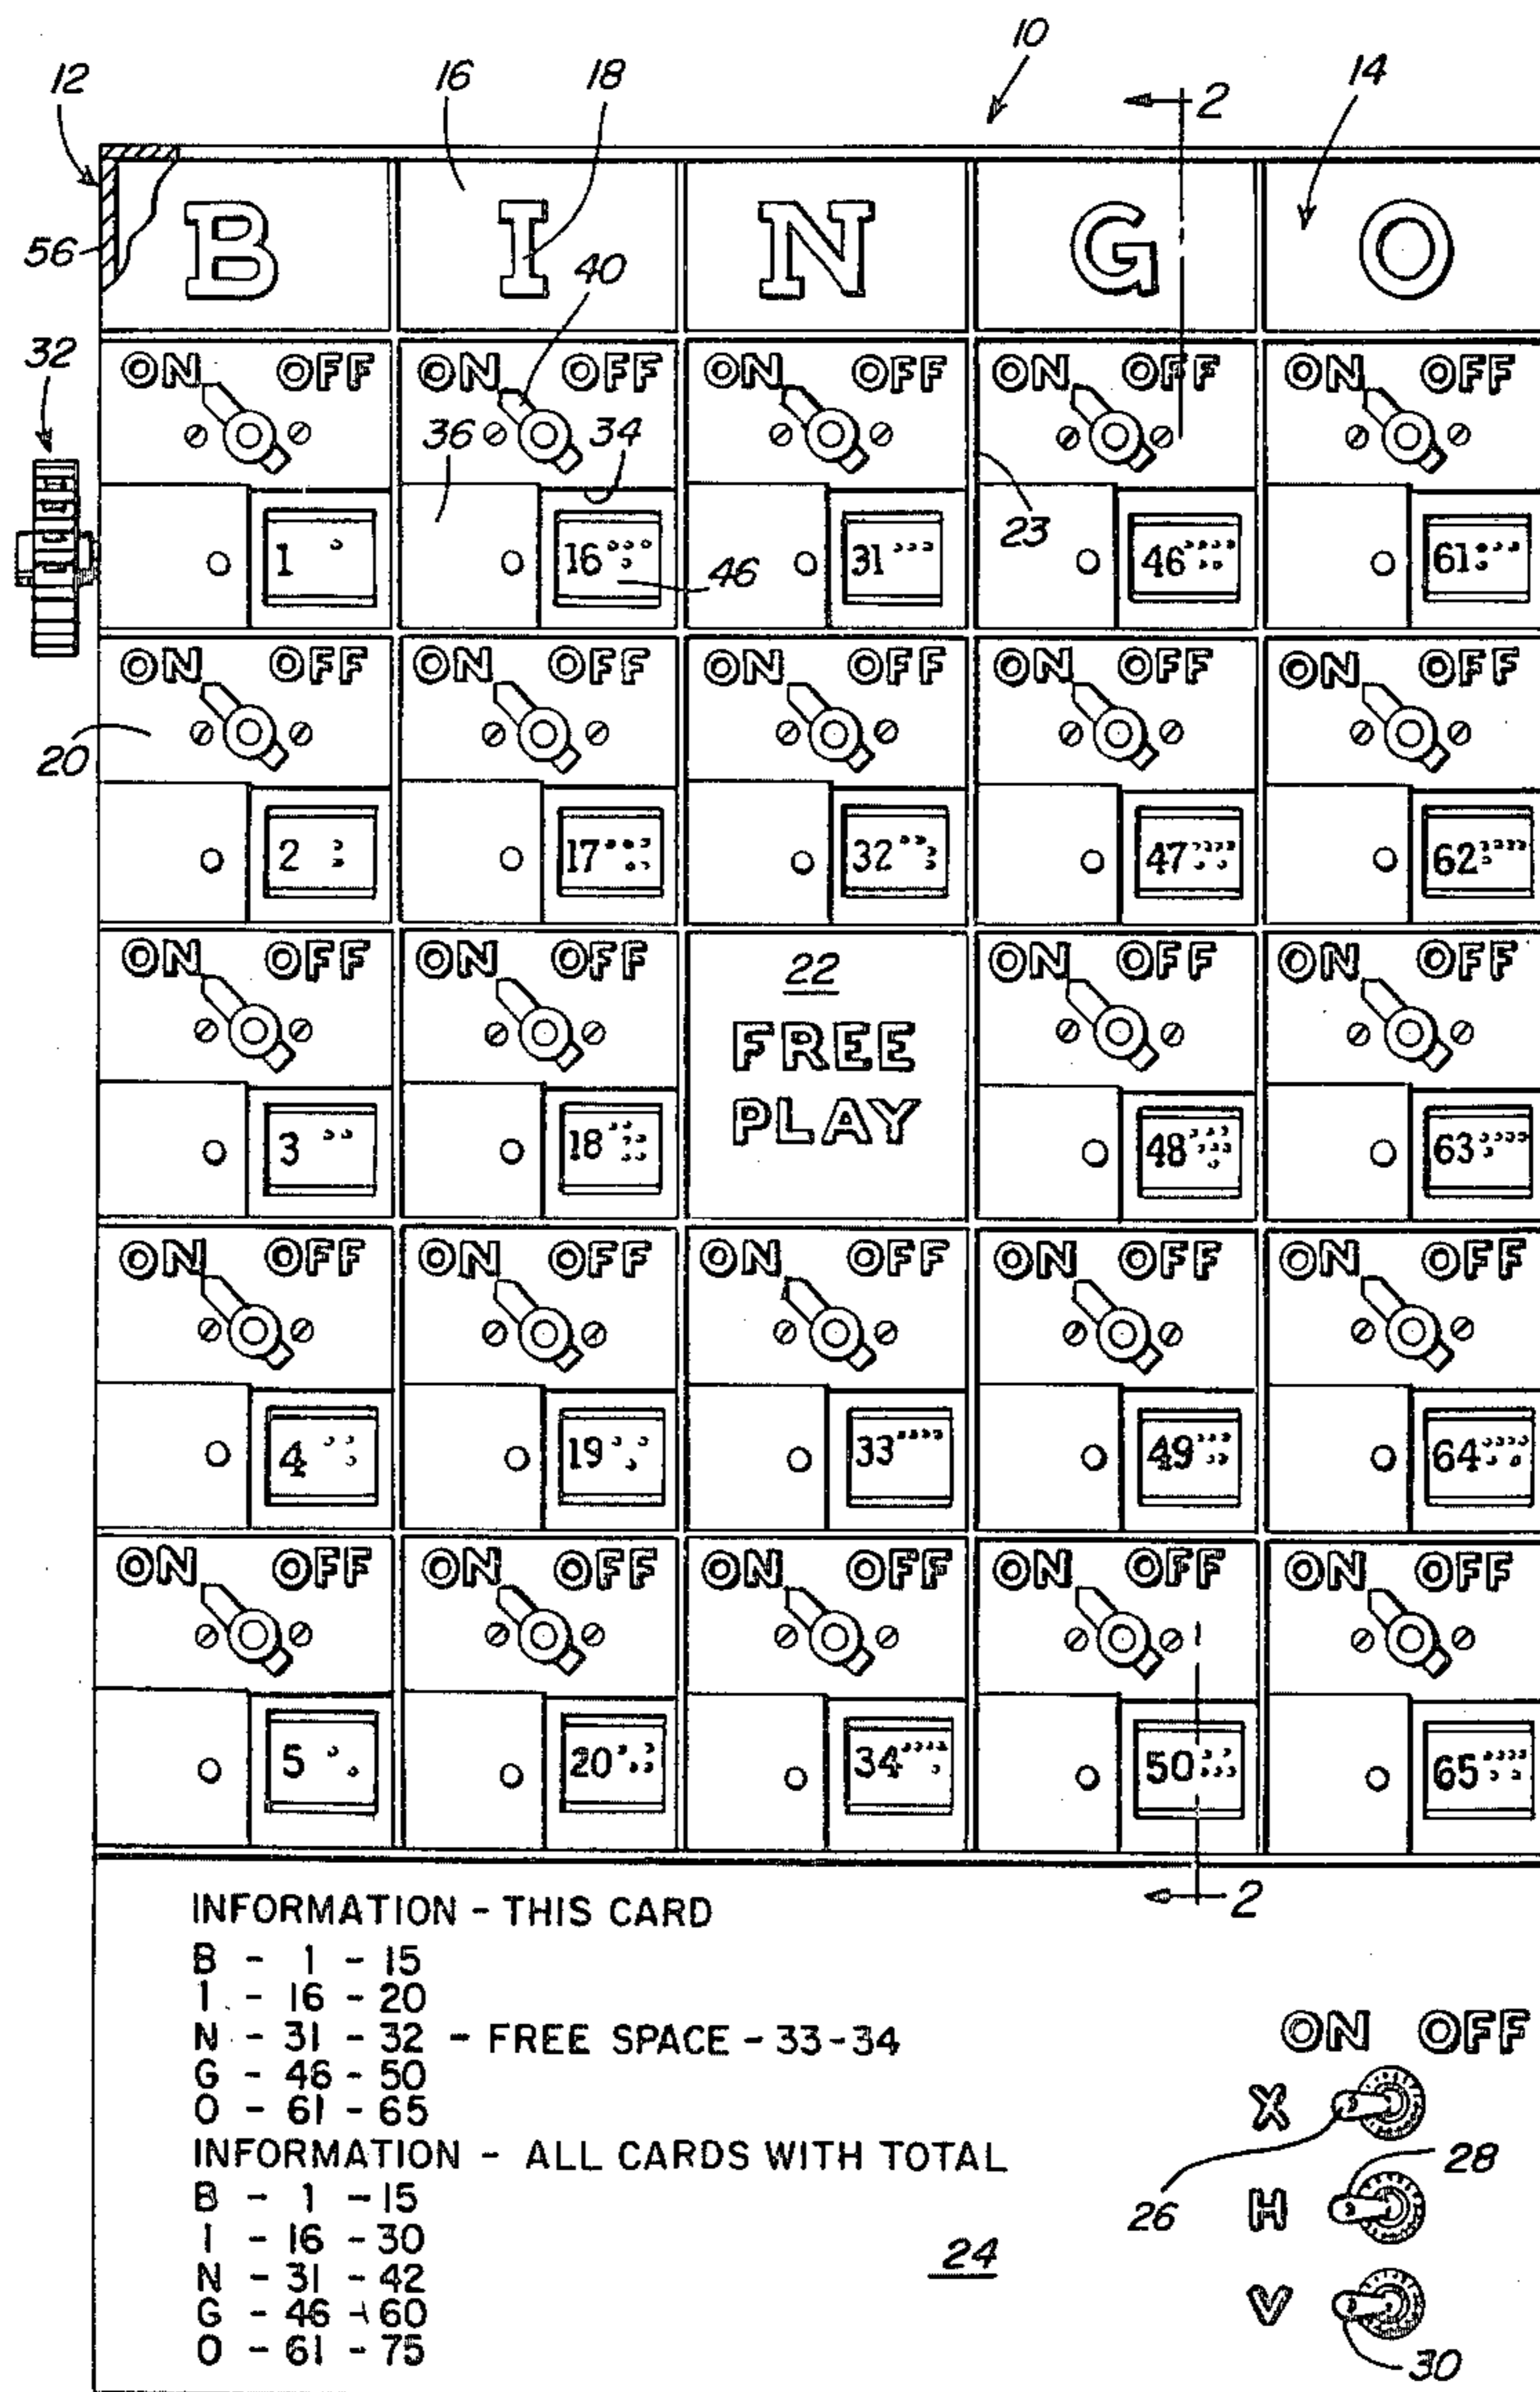 10
12 16 18 2 14
B I N G O
56 40
32
ON OFF ON OFF ON OFF ON OFF ON OFF
36 34
23
1 16 31 46 61
46
ON OFF ON OFF ON OFF ON OFF ON OFF
20
2 17 32 47 62
ON OFF ON OFF 22 ON OFF ON OFF
FREE
PLAY
3 18 48 63
ON OFF ON OFF ON OFF ON OFF ON OFF
4 19 33 49 64
ON OFF ON OFF ON OFF ON OFF ON OFF
5 20 34 50 65
2
INFORMATION - THIS CARD
B - 1 - 15
1 - 16 - 20
N - 31 - 32 - FREE SPACE - 33-34
G - 46 - 50
O - 61 - 65
INFORMATION - ALL CARDS WITH TOTAL
B - 1 - 15
I - 16 - 30
N - 31 - 42
G - 46 - 60
O - 61 - 75
24
ON OFF
X
26 28
H
V
30